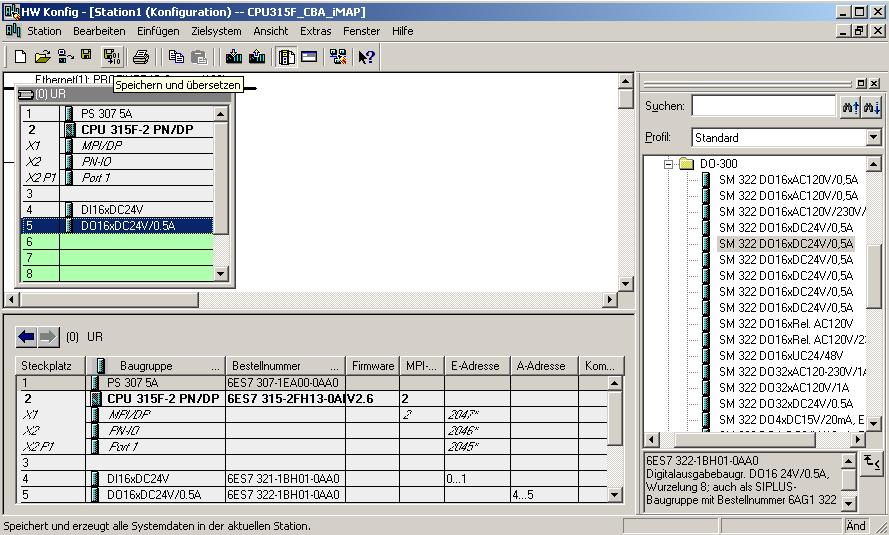 HW Konfig - [Station1 (Konfiguration) -- CPU315F_CBA_iMAP]
Station Bearbeiten Einfügen Zielsystem Ansicht Extras Fenster Hilfe
Speichern und übersetzen
(0) UR
1 PS 307 5A
2 CPU 315F-2 PN/DP
X1 MPI/DP
X2 PN-IO
X2 P1 Port 1
3
4 DI16xDC24V
5 DO16xDC24V/0.5A
6
7
8
Suchen:
Profil: Standard
DO-300
SM 322 DO16xAC120V/0,5A
SM 322 DO16xAC120V/0,5A
SM 322 DO16xAC120V/230V/
SM 322 DO16xDC24V/0,5A
SM 322 DO16xDC24V/0,5A
SM 322 DO16xDC24V/0,5A
SM 322 DO16xDC24V/0,5A
SM 322 DO16xDC24V/0,5A
SM 322 DO16xDC24V/0,5A
SM 322 DO16xRel. AC120V
SM 322 DO16xRel. AC120V/2
SM 322 DO16xUC24/48V
SM 322 DO32xAC120-230V/1A
SM 322 DO32xAC120V/1A
SM 322 DO32xDC24V/0.5A
SM 322 DO4xDC15V/20mA, E
(0) UR
Steckplatz Baugruppe ... Bestellnummer ... Firmware MPI-... E-Adresse A-Adresse Kom...
1 PS 307 5A 6ES7 307-1EA00-0AA0
2 CPU 315F-2 PN/DP 6ES7 315-2FH13-0AB V2.6 2
X1 MPI/DP 2 2047*
X2 PN-IO 2046*
X2 P1 Port 1 2045*
3
4 DI16xDC24V 6ES7 321-1BH01-0AA0 0...1
5 DO16xDC24V/0.5A 6ES7 322-1BH01-0AA0 4...5
6ES7 322-1BH01-0AA0
Digitalausgabebaugr. DO16 24V/0.5A,
Wurzelung 8; auch als SIPLUS-
Baugruppe mit Bestellnummer 6AG1 322
Speichert und erzeugt alle Systemdaten in der aktuellen Station.
Änd